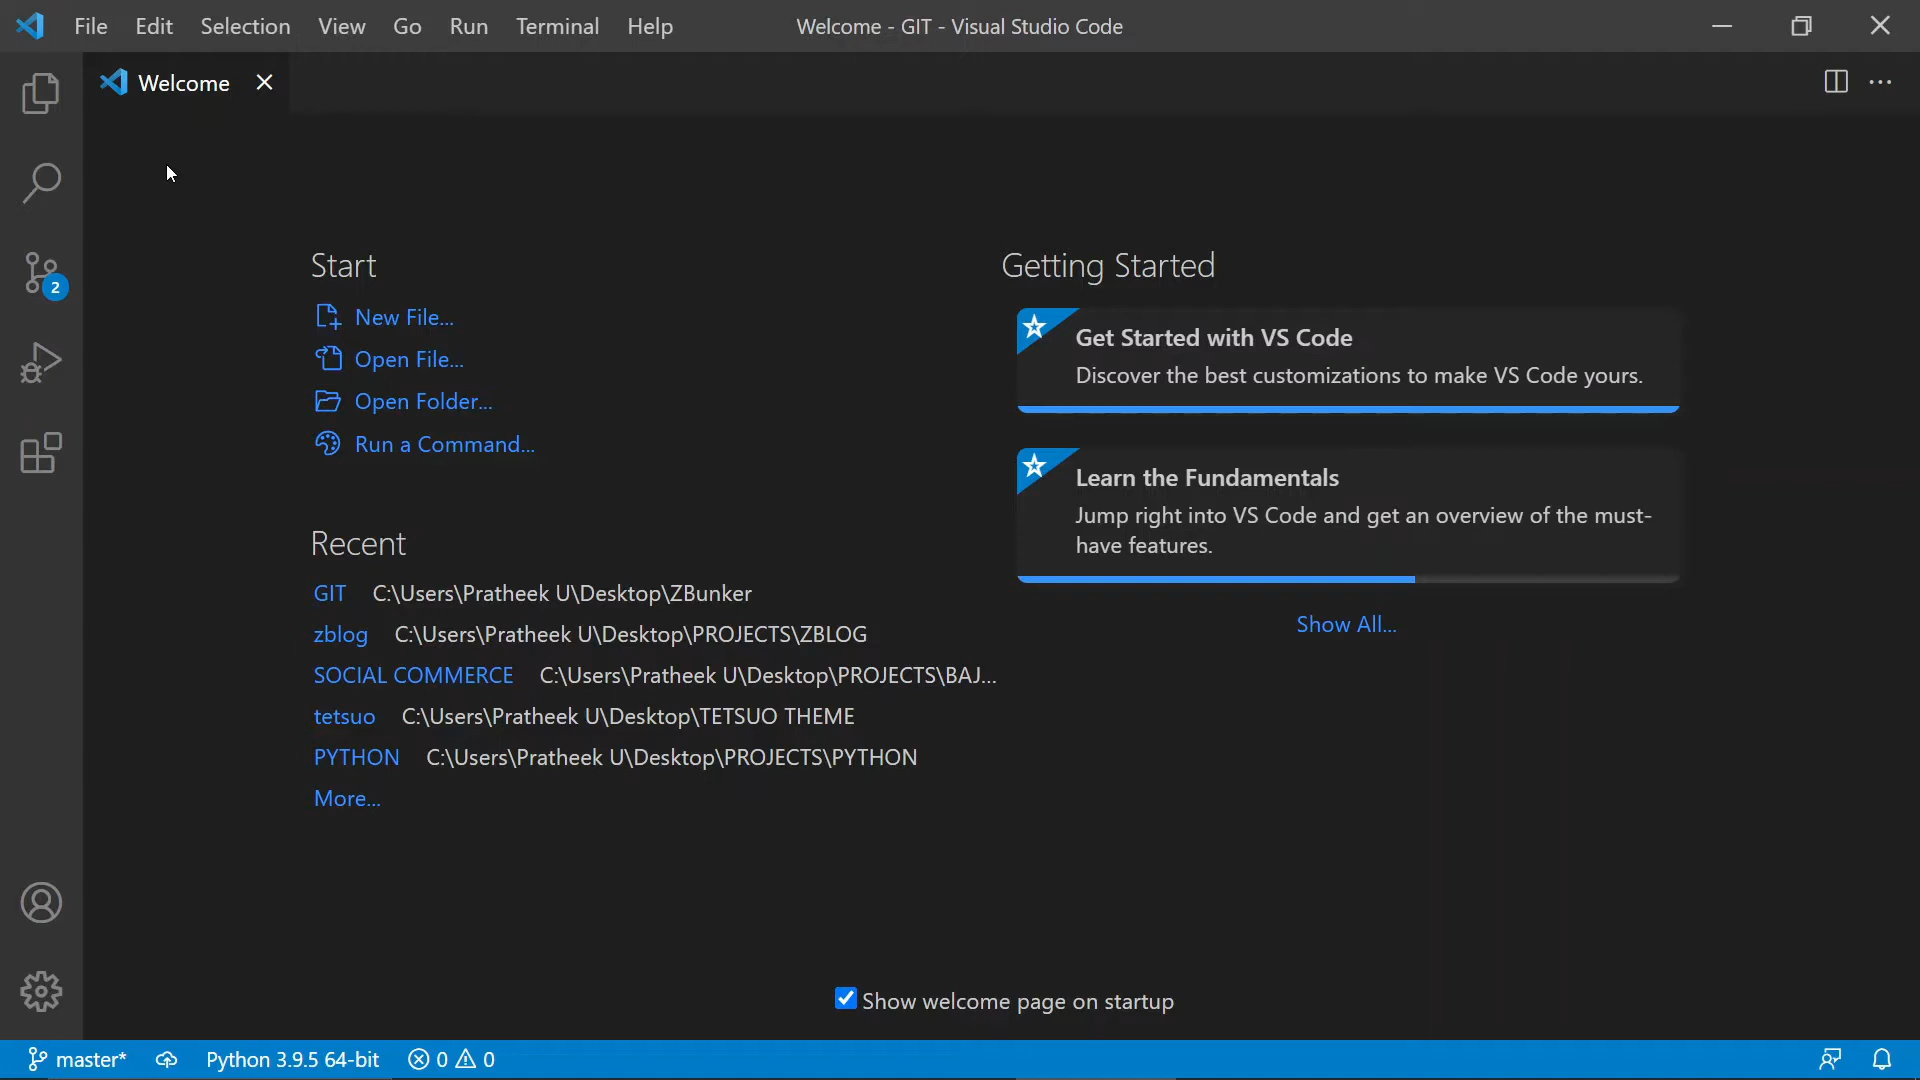 File Edit Selection View Go Run Terminal Help Welcome - GIT - Visual Studio Code
Welcome
2
Start
New File...
Open File...
Open Folder...
Run a Command...
Recent
GIT C:\Users\Pratheek U\Desktop\ZBunker
zblog C:\Users\Pratheek U\Desktop\PROJECTS\ZBLOG
SOCIAL COMMERCE C:\Users\Pratheek U\Desktop\PROJECTS\BAJ...
tetsuo C:\Users\Pratheek U\Desktop\TETSUO THEME
PYTHON C:\Users\Pratheek U\Desktop\PROJECTS\PYTHON
More...
Getting Started
Get Started with VS Code
Discover the best customizations to make VS Code yours.
Learn the Fundamentals
Jump right into VS Code and get an overview of the must-
have features.
Show All...
Show welcome page on startup
master* Python 3.9.5 64-bit 0 0